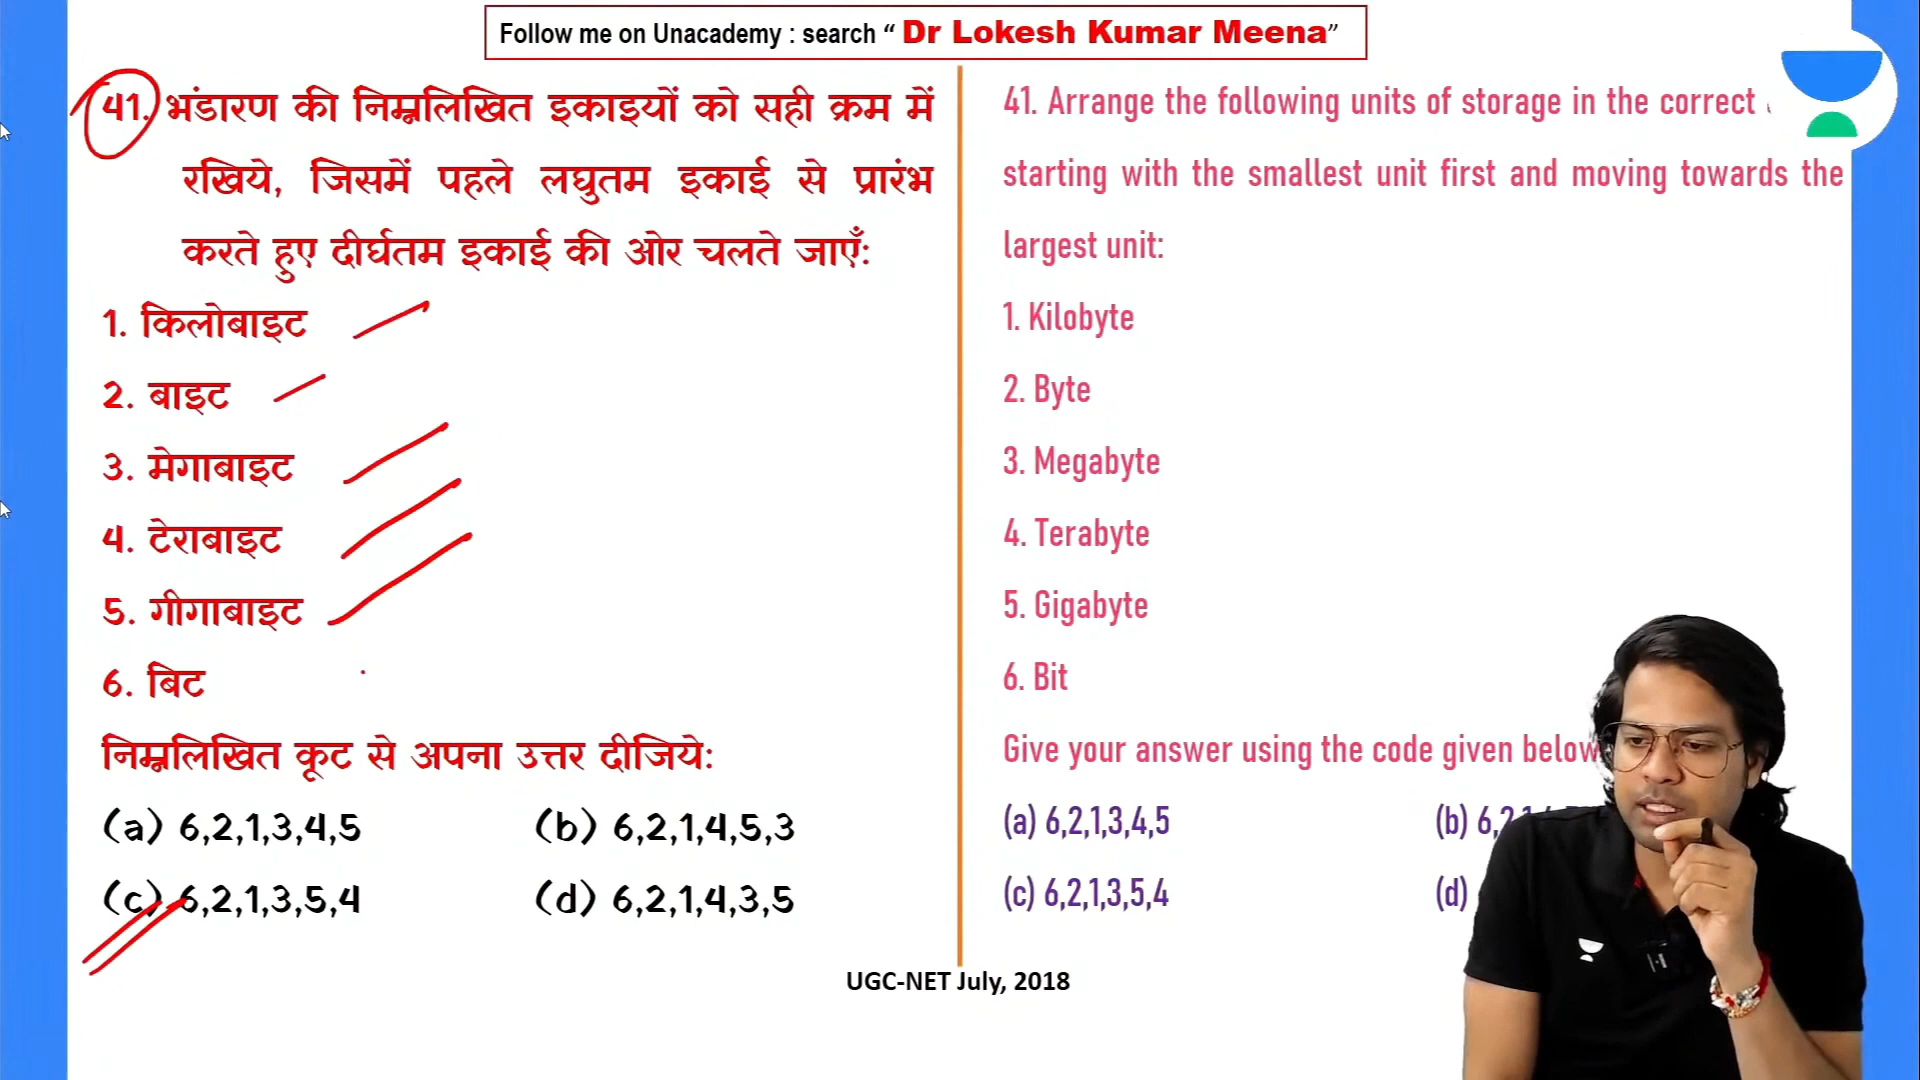 Follow me on Unacademy : search “ Dr Lokesh Kumar Meena”
41. भंडारण की निम्नलिखित इकाइयों को सही क्रम में
रखिये, जिसमें पहले लघुतम इकाई से प्रारंभ
करते हुए दीर्घतम इकाई की ओर चलते जाएँः
1. किलोबाइट
2. बाइट
3. मेगाबाइट
4. टेराबाइट
5. गीगाबाइट
6. बिट
निम्नलिखित कूट से अपना उत्तर दीजियेः
(a) 6,2,1,3,4,5 (b) 6,2,1,4,5,3
(c) 6,2,1,3,5,4 (d) 6,2,1,4,3,5
41. Arrange the following units of storage in the correct
starting with the smallest unit first and moving towards the
largest unit:
1. Kilobyte
2. Byte
3. Megabyte
4. Terabyte
5. Gigabyte
6. Bit
Give your answer using the code given below
(a) 6,2,1,3,4,5 (b)
(c) 6,2,1,3,5,4 (d)
UGC-NET July, 2018